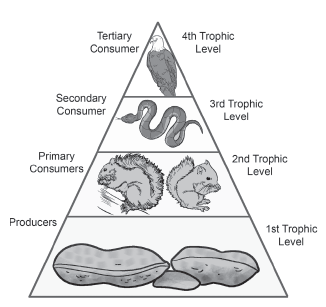 Tertiary
Consumer
4th Trophic
Level
Secondary
Consumer
3rd Trophic
Level
Primary
Consumers
2nd Trophic
Level
Producers
1st Trophic
Level